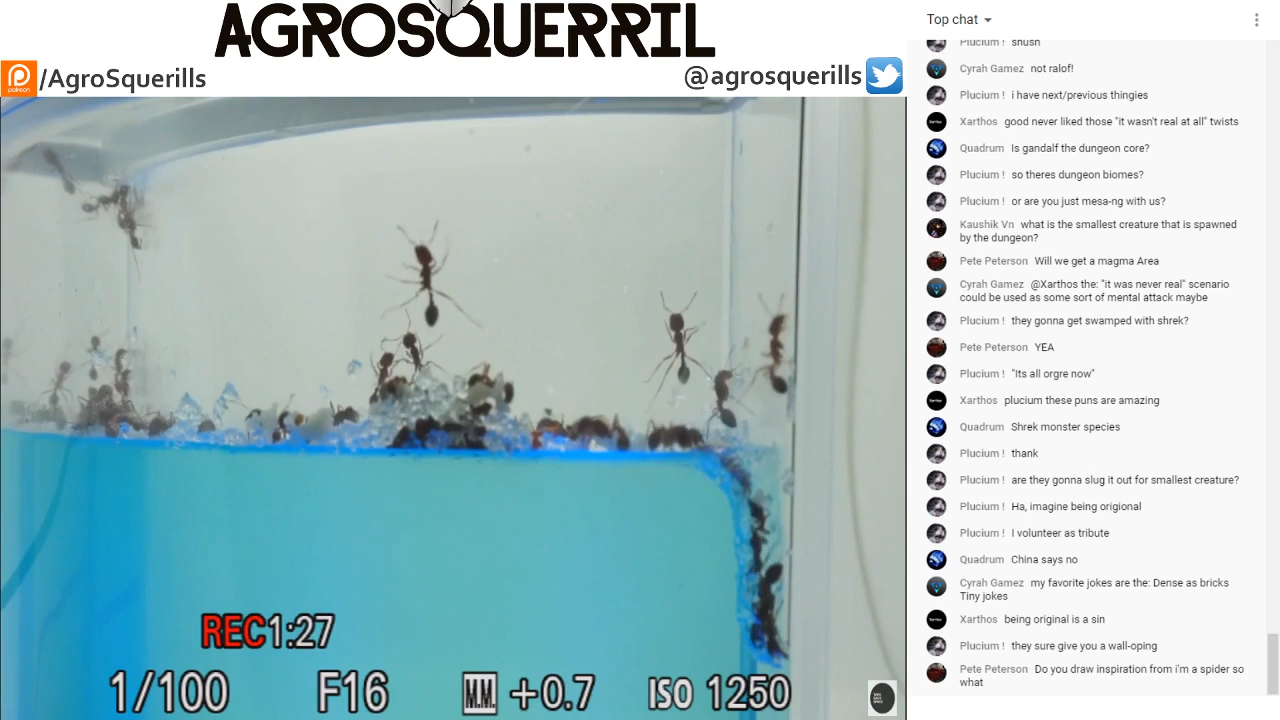 AGROSQUERRIL
/AgroSquerills
@agrosquerills
patreon
REC 1:27
1/100 F16 M.M. +0.7 ISO 1250
Top chat
Plucium ! shush
Cyrah Gamez not ralof!
Plucium ! i have next/previous thingies
Xarthos good never liked those "it wasn't real at all" twists
Quadrum Is gandalf the dungeon core?
Plucium ! so theres dungeon biomes?
Plucium ! or are you just mesa-ng with us?
Kaushik Vn what is the smallest creature that is spawned
by the dungeon?
Pete Peterson Will we get a magma Area
Cyrah Gamez @Xarthos the: "it was never real" scenario
could be used as some sort of mental attack maybe
Plucium ! they gonna get swamped with shrek?
Pete Peterson YEA
Plucium ! "Its all orgre now"
Xarthos plucium these puns are amazing
Quadrum Shrek monster species
Plucium ! thank
Plucium ! are they gonna slug it out for smallest creature?
Plucium ! Ha, imagine being origional
Plucium ! I volunteer as tribute
Quadrum China says no
Cyrah Gamez my favorite jokes are the: Dense as bricks
Tiny jokes
Xarthos being original is a sin
Plucium ! they sure give you a wall-oping
Pete Peterson Do you draw inspiration from i'm a spider so
what